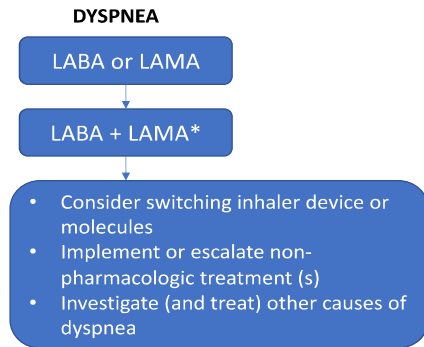 DYSPNEA
LABA or LAMA
LABA + LAMA*
• Consider switching inhaler device or
molecules
• Implement or escalate non-
pharmacologic treatment (s)
• Investigate (and treat) other causes of
dyspnea